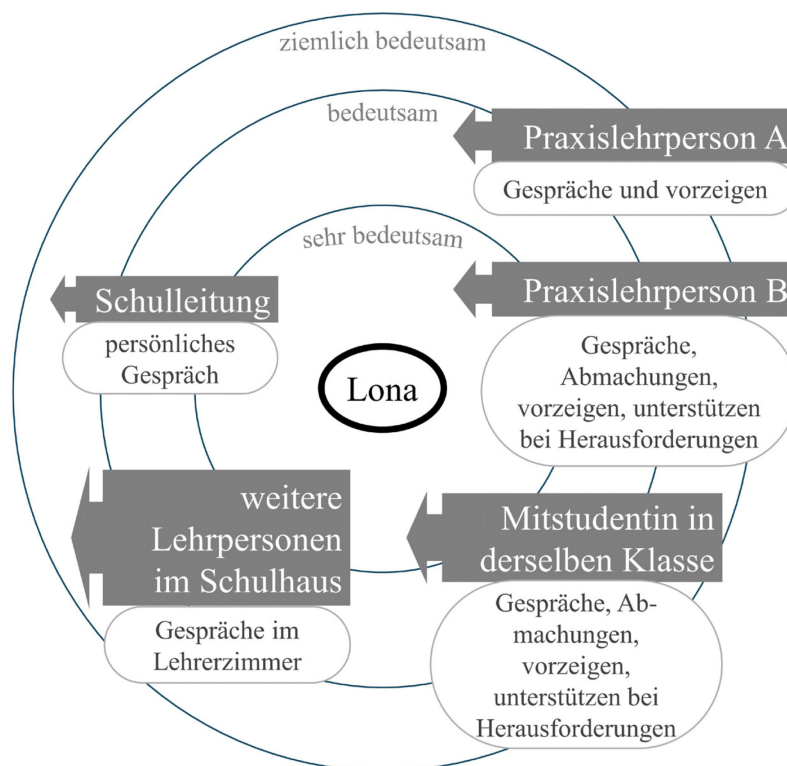 ziemlich bedeutsam
bedeutsam
Praxislehrperson A
Gespräche und vorzeigen
sehr bedeutsam
Schulleitung
persönliches
Gespräch
Praxislehrperson B
Gespräche,
Abmachungen,
vorzeigen, unterstützen
bei Herausforderungen
Lona
weitere
Lehrpersonen
im Schulhaus
Gespräche im
Lehrerzimmer
Mitstudentin in
derselben Klasse
Gespräche, Ab-
machungen,
vorzeigen,
unterstützen bei
Herausforderungen